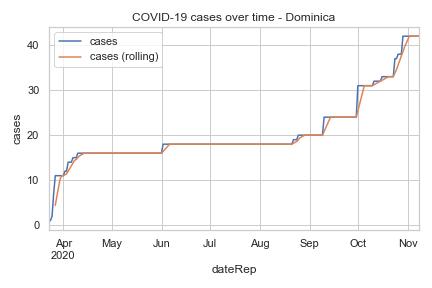 COVID-19 cases over time - Dominica
cases
cases (rolling)
40
30
20
10
0
cases
Apr May Jun Jul Aug Sep Oct Nov
2020
dateRep